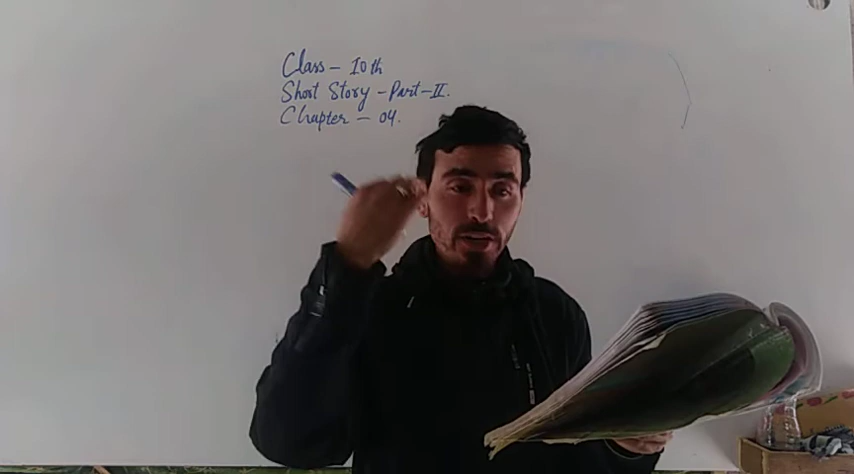 Class - 10th
Short Story - Part - II.
Chapter - 04.